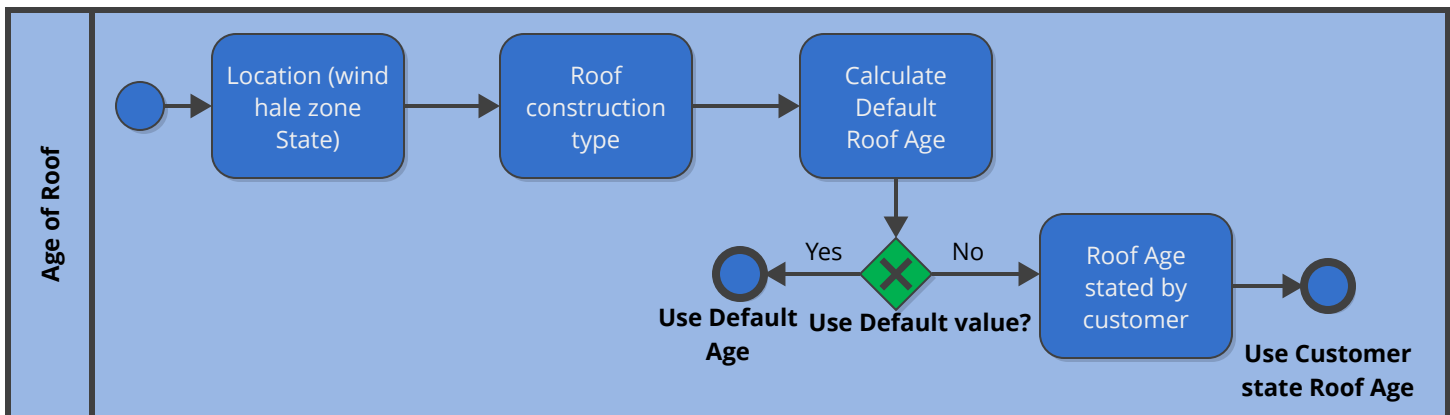 Age of Roof
Location (wind
hale zone
State)
Roof
construction
type
Calculate
Default
Roof Age
Yes
No
Use Default value?
Use Default
Age
Roof Age
stated by
customer
Use Customer
state Roof Age